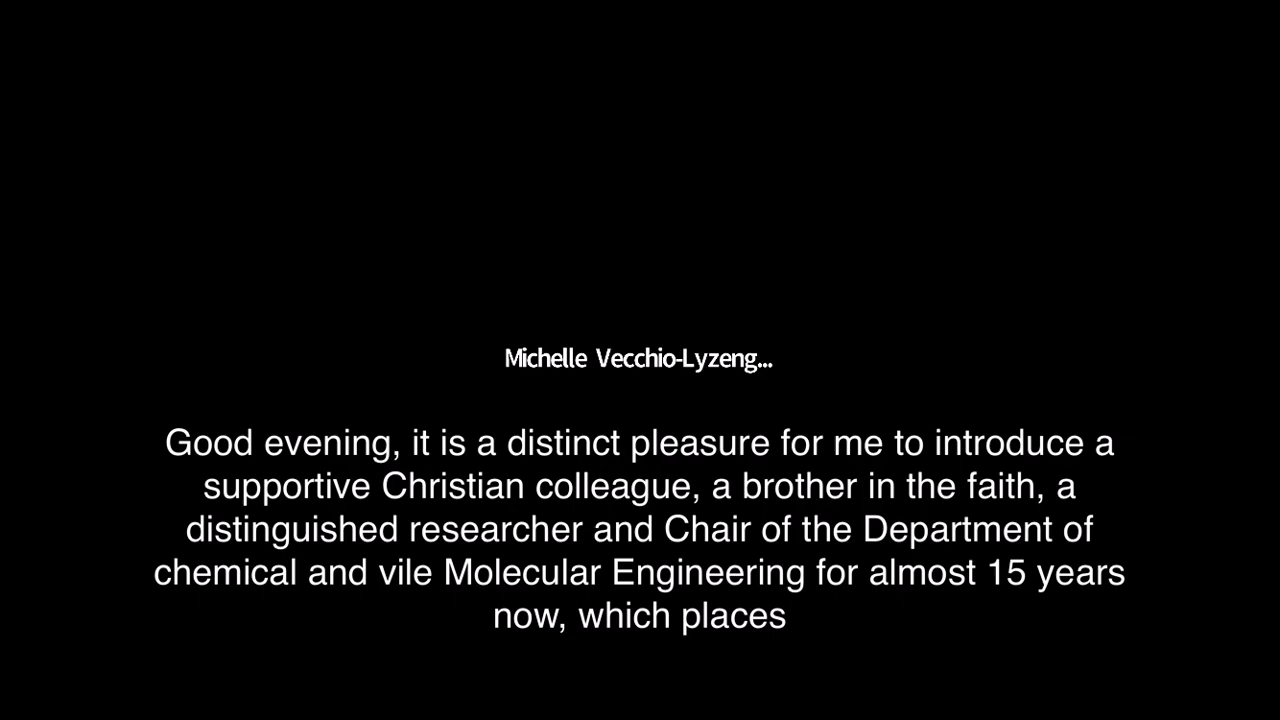 Michelle Vecchio-Lyzeng...
Good evening, it is a distinct pleasure for me to introduce a
supportive Christian colleague, a brother in the faith, a
distinguished researcher and Chair of the Department of
chemical and vile Molecular Engineering for almost 15 years
now, which places